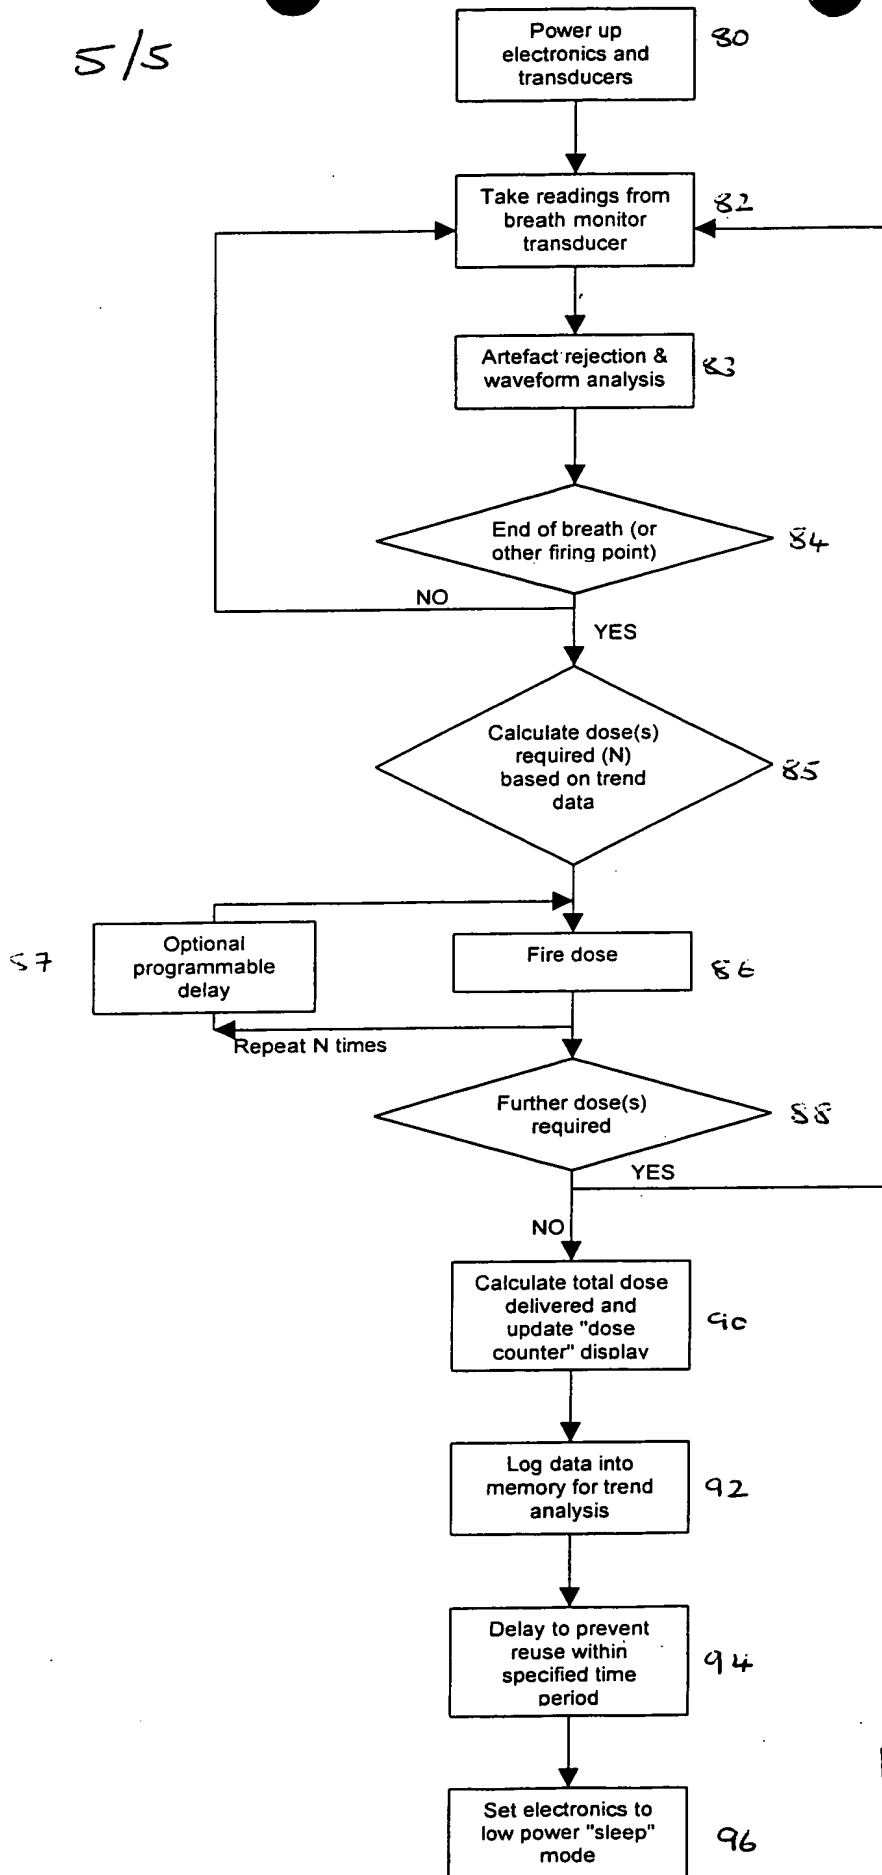 5/5
Power up
electronics and
transducers
80
Take readings from
breath monitor
transducer
82
Artefact rejection &
waveform analysis
83
End of breath (or
other firing point)
84
NO
YES
Calculate dose(s)
required (N)
based on trend
data
85
Optional
programmable
delay
87
Fire dose
86
Repeat N times
Further dose(s)
required
88
YES
NO
Calculate total dose
delivered and
update "dose
counter" display
90
Log data into
memory for trend
analysis
92
Delay to prevent
reuse within
specified time
period
94
Set electronics to
low power "sleep"
mode
96